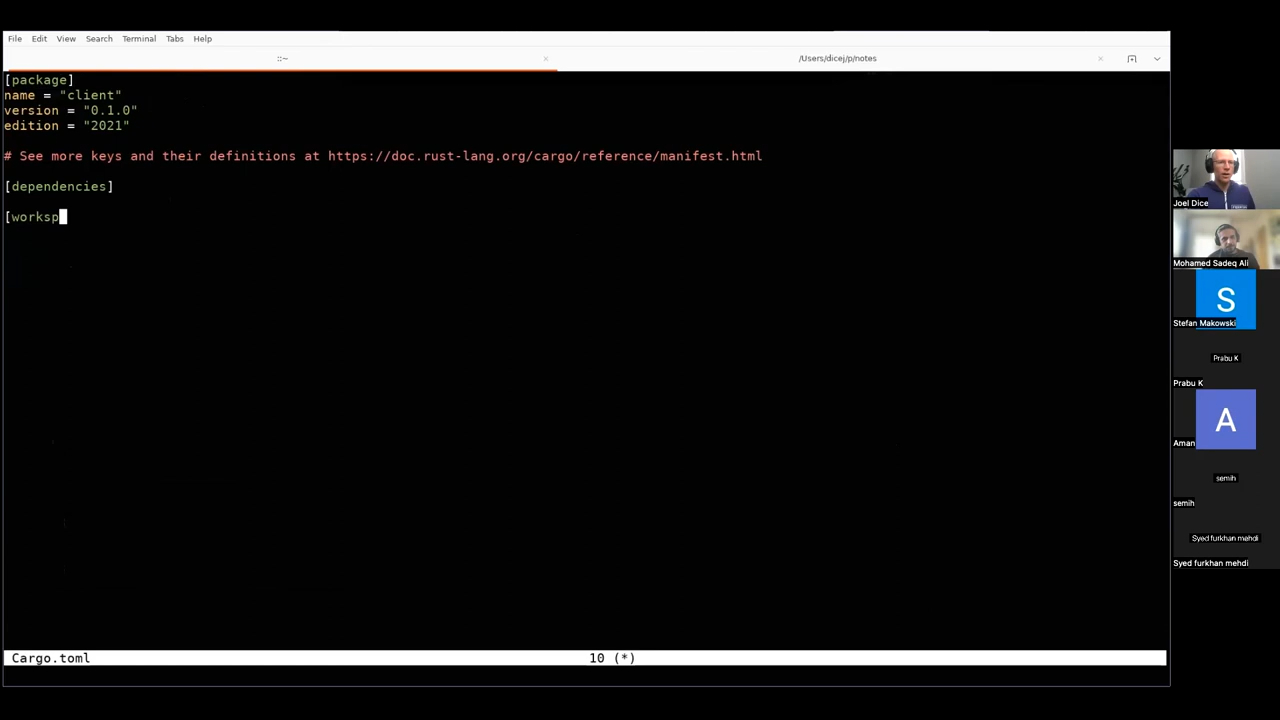 File Edit View Search Terminal Tabs Help
::~ × /Users/dicej/p/notes ×
[package]
name = "client"
version = "0.1.0"
edition = "2021"
# See more keys and their definitions at https://doc.rust-lang.org/cargo/reference/manifest.html
[dependencies]
[worksp
Cargo.toml 10 (*)
Joel Dice
Mohamed Sadeq Ali
S
Stefan Makowski
Prabu K
Prabu K
A
Aman
semih
semih
Syed furkhan mehdi
Syed furkhan mehdi